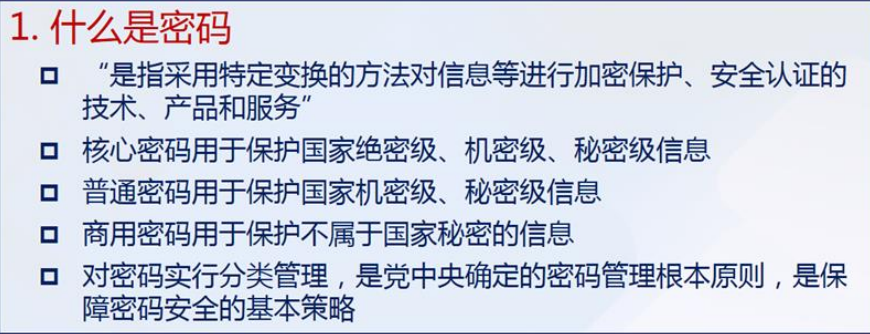 1. 什么是密码
“是指采用特定变换的方法对信息等进行加密保护、安全认证的
技术、产品和服务”
核心密码用于保护国家绝密级、机密级、秘密级信息
普通密码用于保护国家机密级、秘密级信息
商用密码用于保护不属于国家秘密的信息
对密码实行分类管理，是党中央确定的密码管理根本原则，是保
障密码安全的基本策略